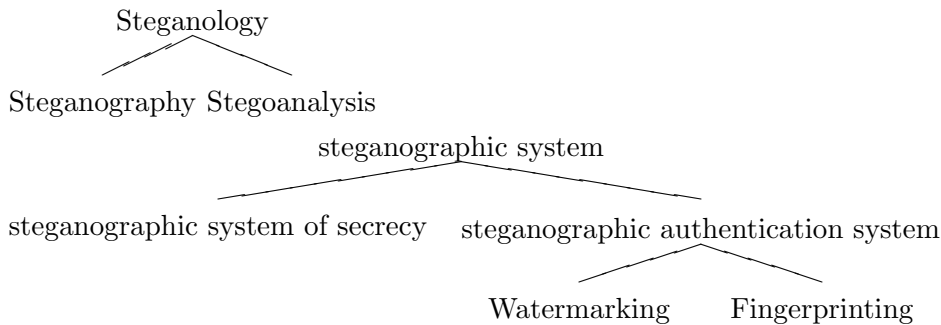 Steganology
Steganography Stegoanalysis
steganographic system
steganographic system of secrecy steganographic authentication system
Watermarking Fingerprinting